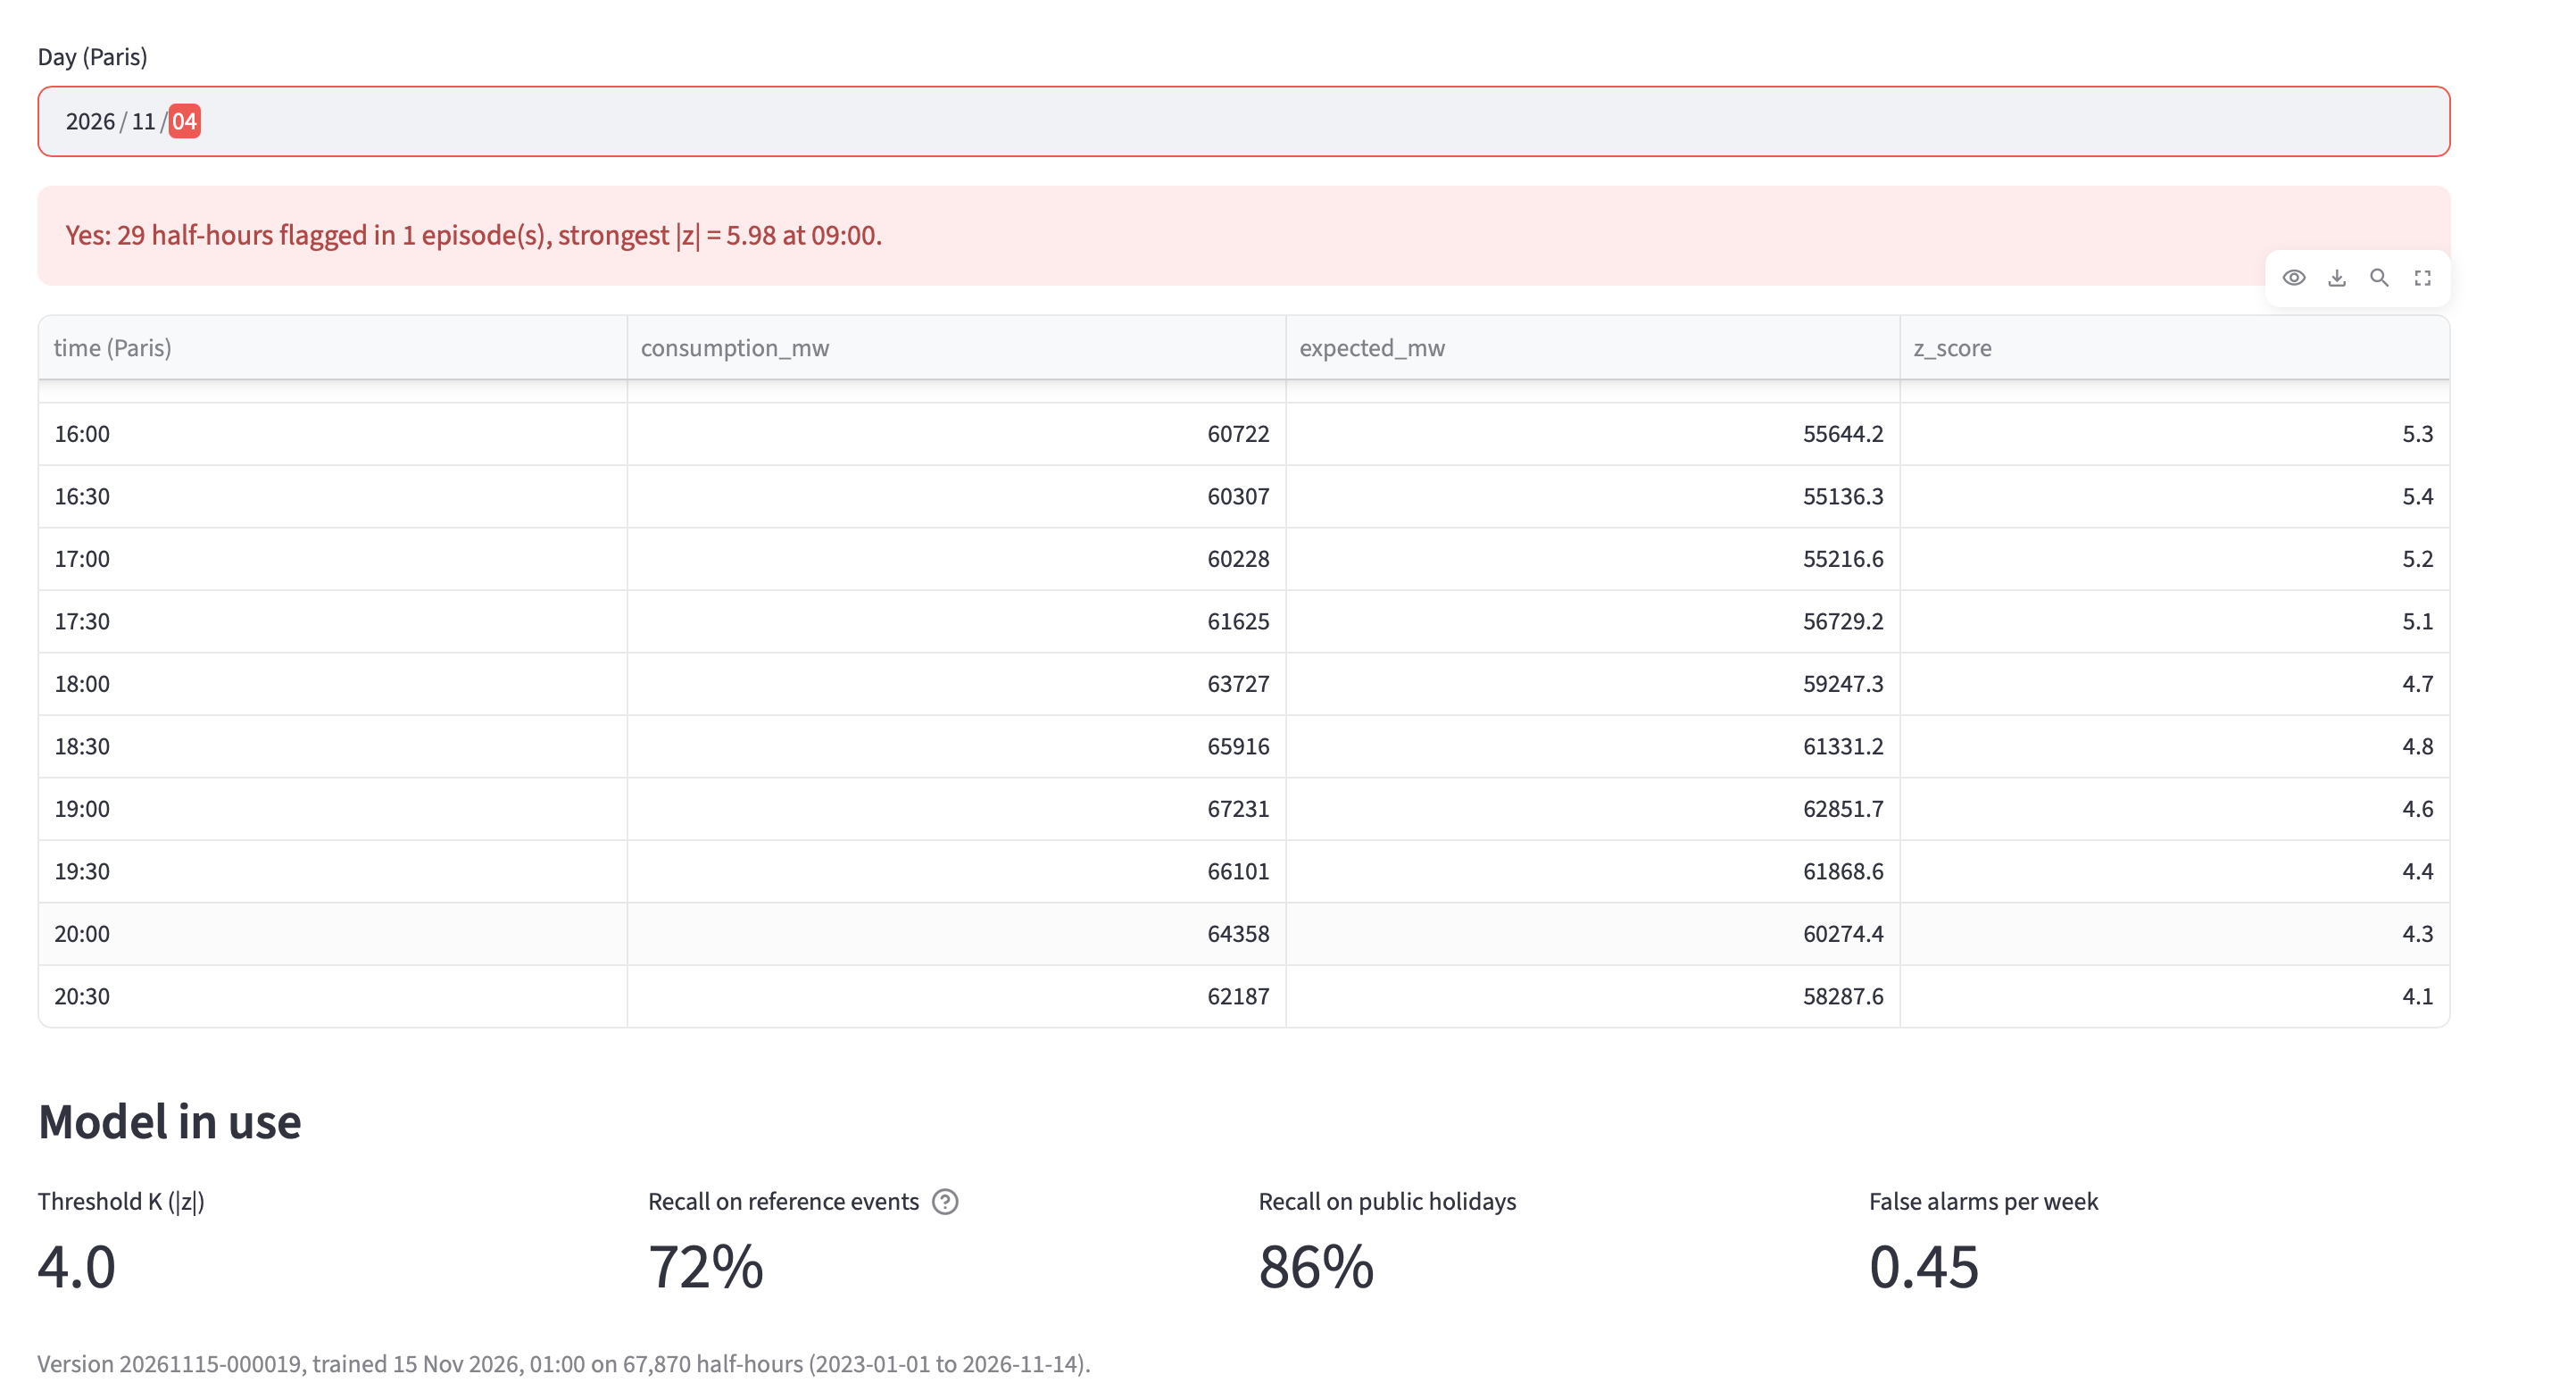 Day (Paris)
2026 / 11 / 04
Yes: 29 half-hours flagged in 1 episode(s), strongest |z| = 5.98 at 09:00.
time (Paris) consumption_mw expected_mw z_score
16:00 60722 55644.2 5.3
16:30 60307 55136.3 5.4
17:00 60228 55216.6 5.2
17:30 61625 56729.2 5.1
18:00 63727 59247.3 4.7
18:30 65916 61331.2 4.8
19:00 67231 62851.7 4.6
19:30 66101 61868.6 4.4
20:00 64358 60274.4 4.3
20:30 62187 58287.6 4.1
Model in use
Threshold K (|z|) Recall on reference events ? Recall on public holidays False alarms per week
4.0 72% 86% 0.45
Version 20261115-000019, trained 15 Nov 2026, 01:00 on 67,870 half-hours (2023-01-01 to 2026-11-14).